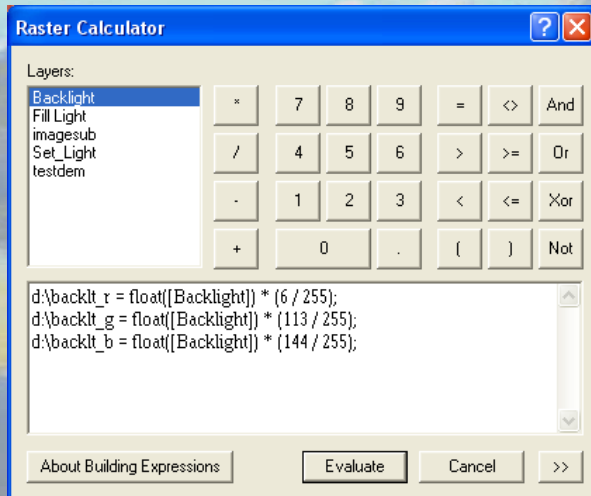 Raster Calculator
Layers:
Backlight
Fill Light
imagesub
Set_Light
testdem
* 7 8 9 = <> And
/ 4 5 6 > >= Or
- 1 2 3 < <= Xor
+ 0 . ( ) Not
d:\backlt_r = float([Backlight]) * (6 / 255);
d:\backlt_g = float([Backlight]) * (113 / 255);
d:\backlt_b = float([Backlight]) * (144 / 255);
About Building Expressions Evaluate Cancel >>